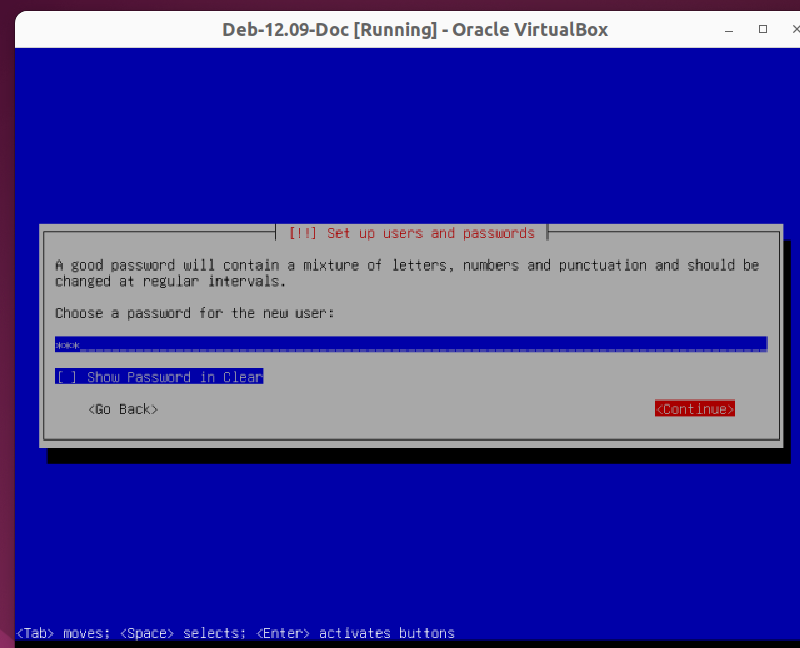 Deb-12.09-Doc [Running] - Oracle VirtualBox
[!!] Set up users and passwords
A good password will contain a mixture of letters, numbers and punctuation and should be
changed at regular intervals.
Choose a password for the new user:
***
[ ] Show Password in Clear
<Go Back>
<Continue>
<Tab> moves; <Space> selects; <Enter> activates buttons